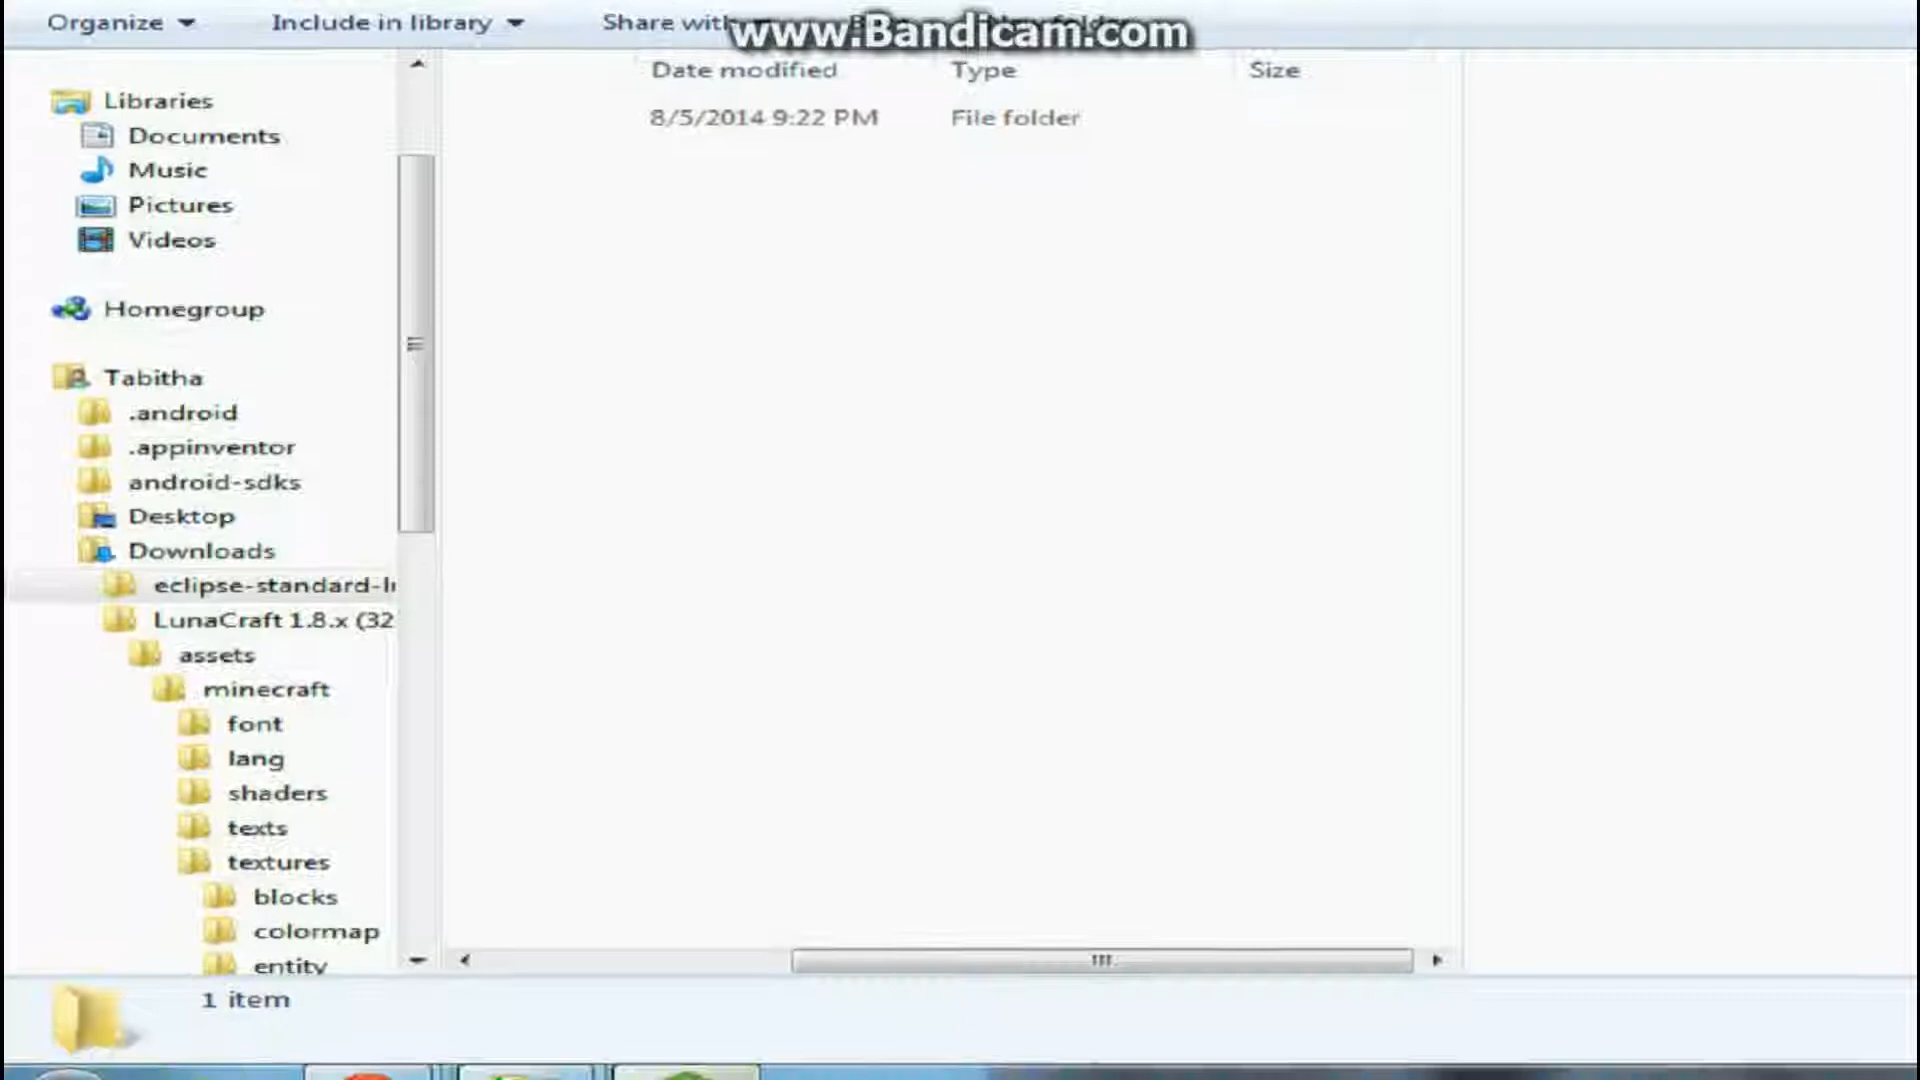 Organize
Include in library
Share with
www.Bandicam.com
Date modified
Type
Size
8/5/2014 9:22 PM
File folder
Libraries
Documents
Music
Pictures
Videos
Homegroup
Tabitha
.android
.appinventor
android-sdks
Desktop
Downloads
eclipse-standard-l
LunaCraft 1.8.x (32
assets
minecraft
font
lang
shaders
texts
textures
blocks
colormap
entity
1 item